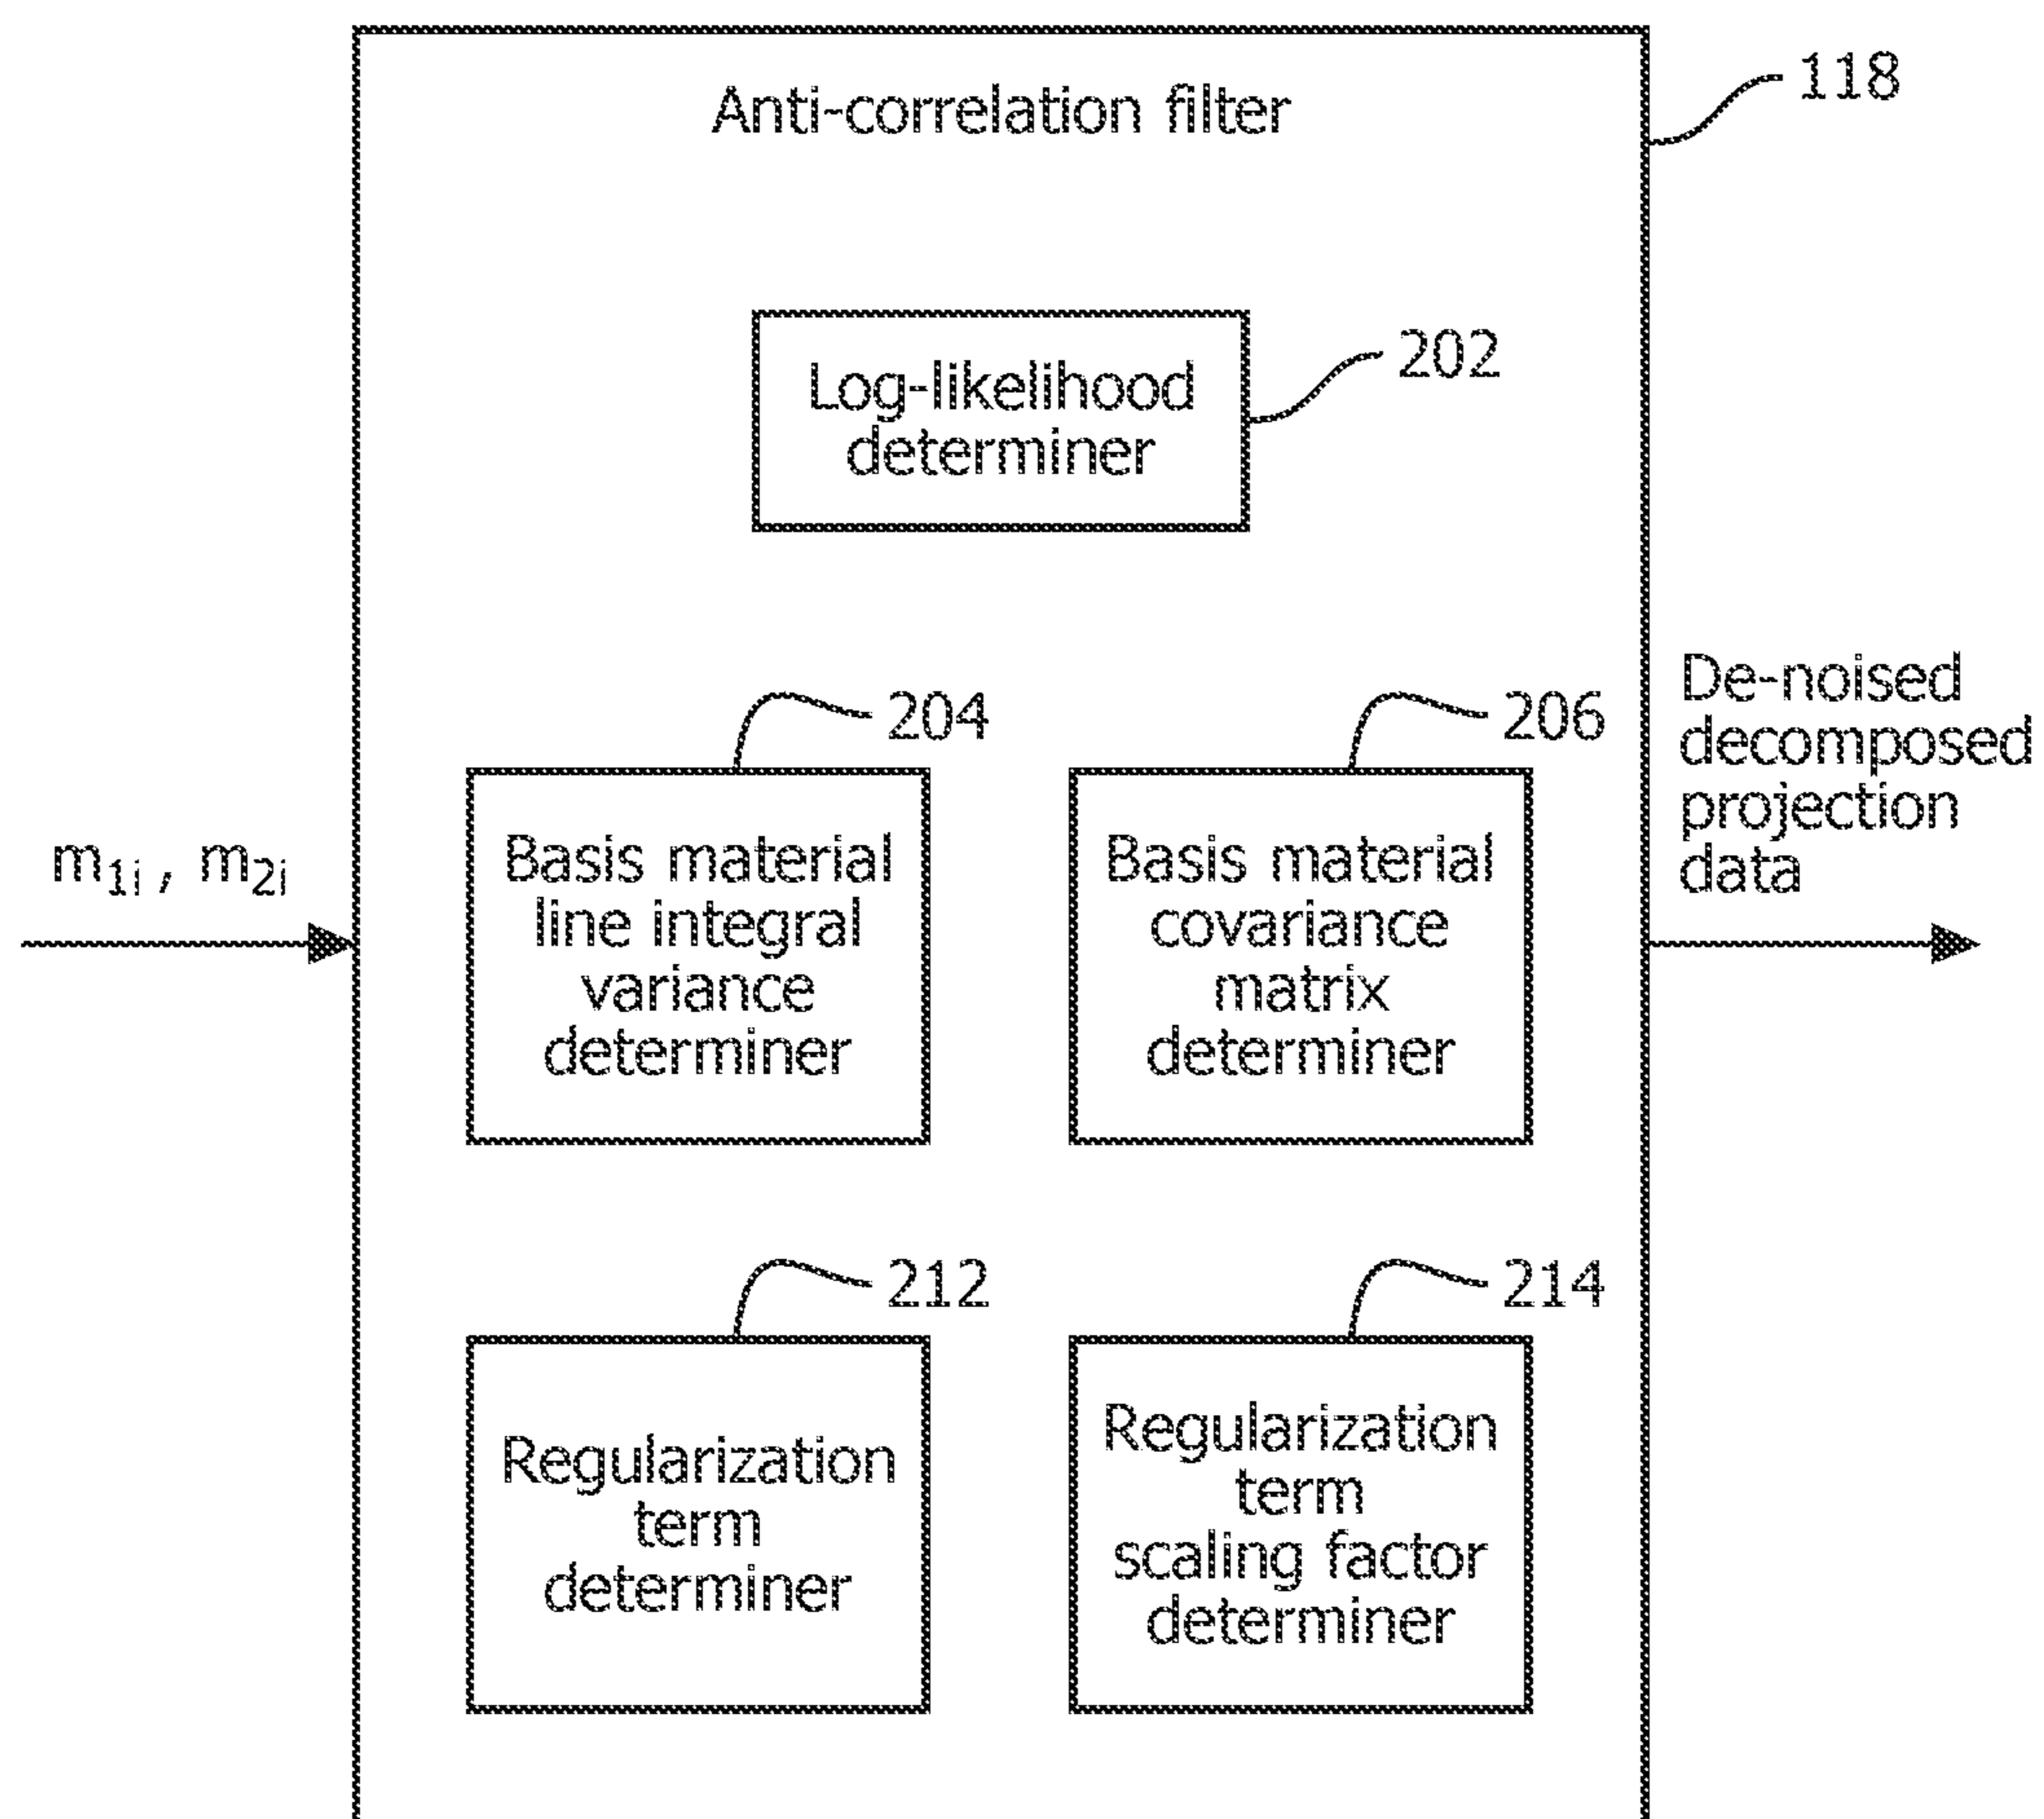 Anti-correlation filter
118
Log-likelihood
determiner
202
204
206
De-noised
decomposed
projection
data
m1i , m2i
Basis material
line integral
variance
determiner
Basis material
covariance
matrix
determiner
212
214
Regularization
term
determiner
Regularization
term
scaling factor
determiner